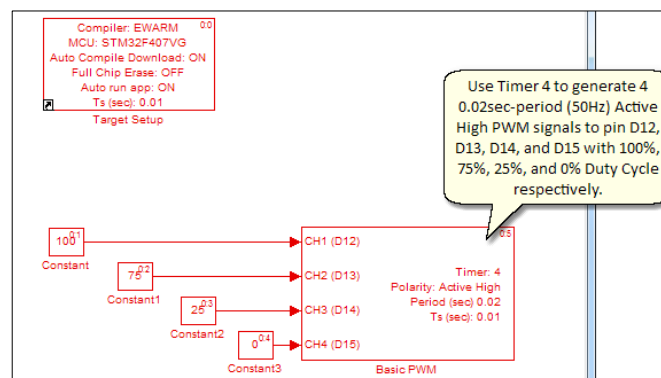 Compiler: EWARM
0:0
MCU: STM32F407VG
Auto Compile Download: ON
Full Chip Erase: OFF
Auto run app: ON
Ts (sec): 0.01
Target Setup
Use Timer 4 to generate 4
0.02sec-period (50Hz) Active
High PWM signals to pin D12,
D13, D14, and D15 with 100%,
75%, 25%, and 0% Duty Cycle
respectively.
100
0:1
Constant
75
0:2
Constant1
25
0:3
Constant2
0
0:4
Constant3
0:5
CH1 (D12)
CH2 (D13)
CH3 (D14)
CH4 (D15)
Timer: 4
Polarity: Active High
Period (sec) 0.02
Ts (sec): 0.01
Basic PWM